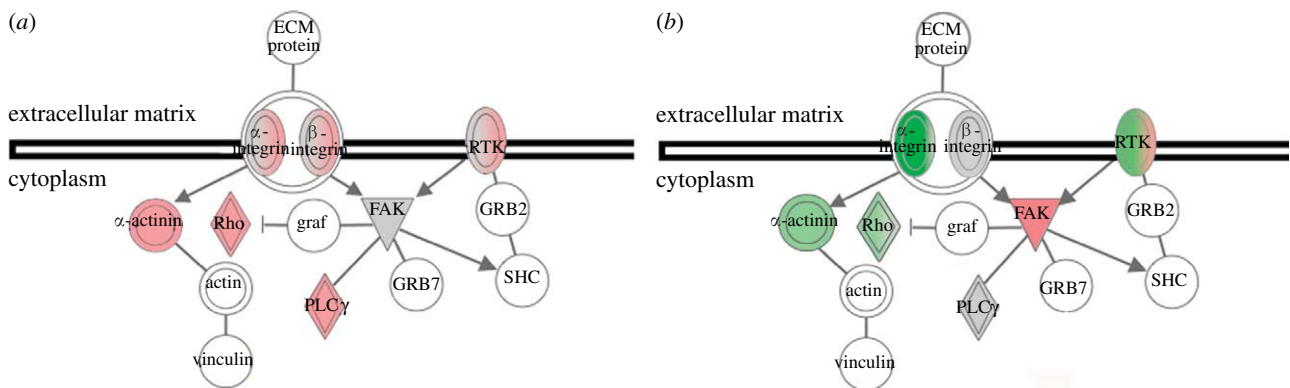 (a)
ECM
protein
extracellular matrix
α-
integrin
β-
integrin
RTK
cytoplasm
α-actinin
Rho
graf
FAK
GRB2
actin
PLCγ
GRB7
SHC
vinculin
(b)
ECM
protein
extracellular matrix
α-
integrin
β-
integrin
RTK
cytoplasm
α-actinin
Rho
graf
FAK
GRB2
actin
PLCγ
GRB7
SHC
vinculin